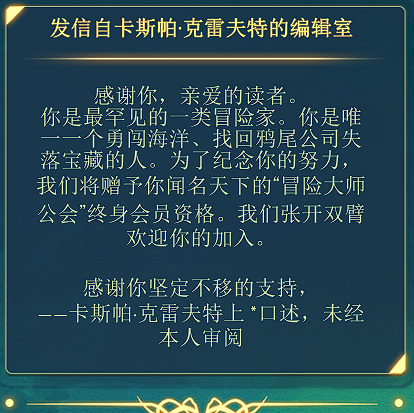 发信自卡斯帕·克雷夫特的编辑室
感谢你，亲爱的读者。
你是最罕见的一类冒险家。你是唯
一一个勇闯海洋、找回鸦尾公司失
落宝藏的人。为了纪念你的努力，
我们将赠予你闻名天下的“冒险大师
公会”终身会员资格。我们张开双臂
欢迎你的加入。
感谢你坚定不移的支持，
——卡斯帕·克雷夫特上 *口述，未经
本人审阅